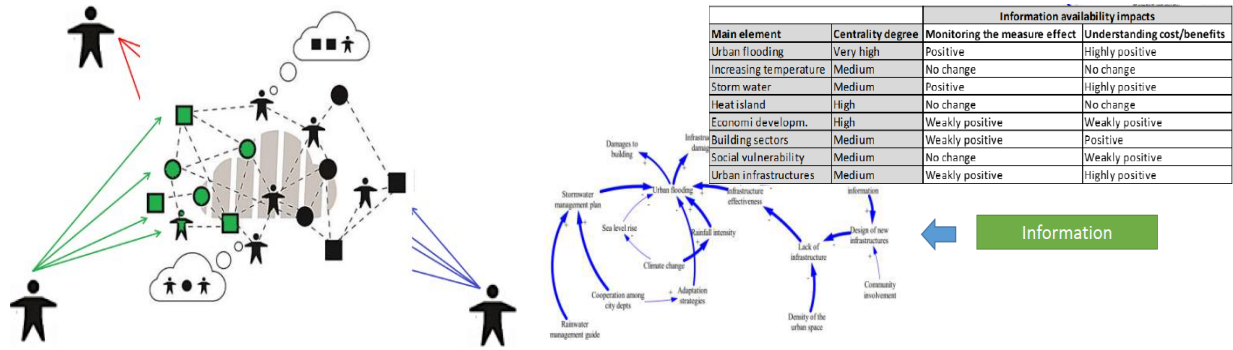 Information availability impacts
Main element Centrality degree Monitoring the measure effect Understanding cost/benefits
Urban flooding Very high Positive Highly positive
Increasing temperature Medium No change No change
Storm water Medium Positive Highly positive
Heat island High No change No change
Economi developm. High Weakly positive Weakly positive
Building sectors Medium Weakly positive Positive
Social vulnerability Medium No change Weakly positive
Urban infrastructures Medium Weakly positive Highly positive
Damages to
building
Urban flooding
Stormwater
management plan
Infrastructure
effectiveness
information
Sea level rise
Rainfall intensity
Design of new
infrastructures
Lack of
infrastructure
Climate change
Cooperation among
city depts
Adaptation
strategies
Community
involvement
Rainwater
management guide
Density of the
urban space
Information